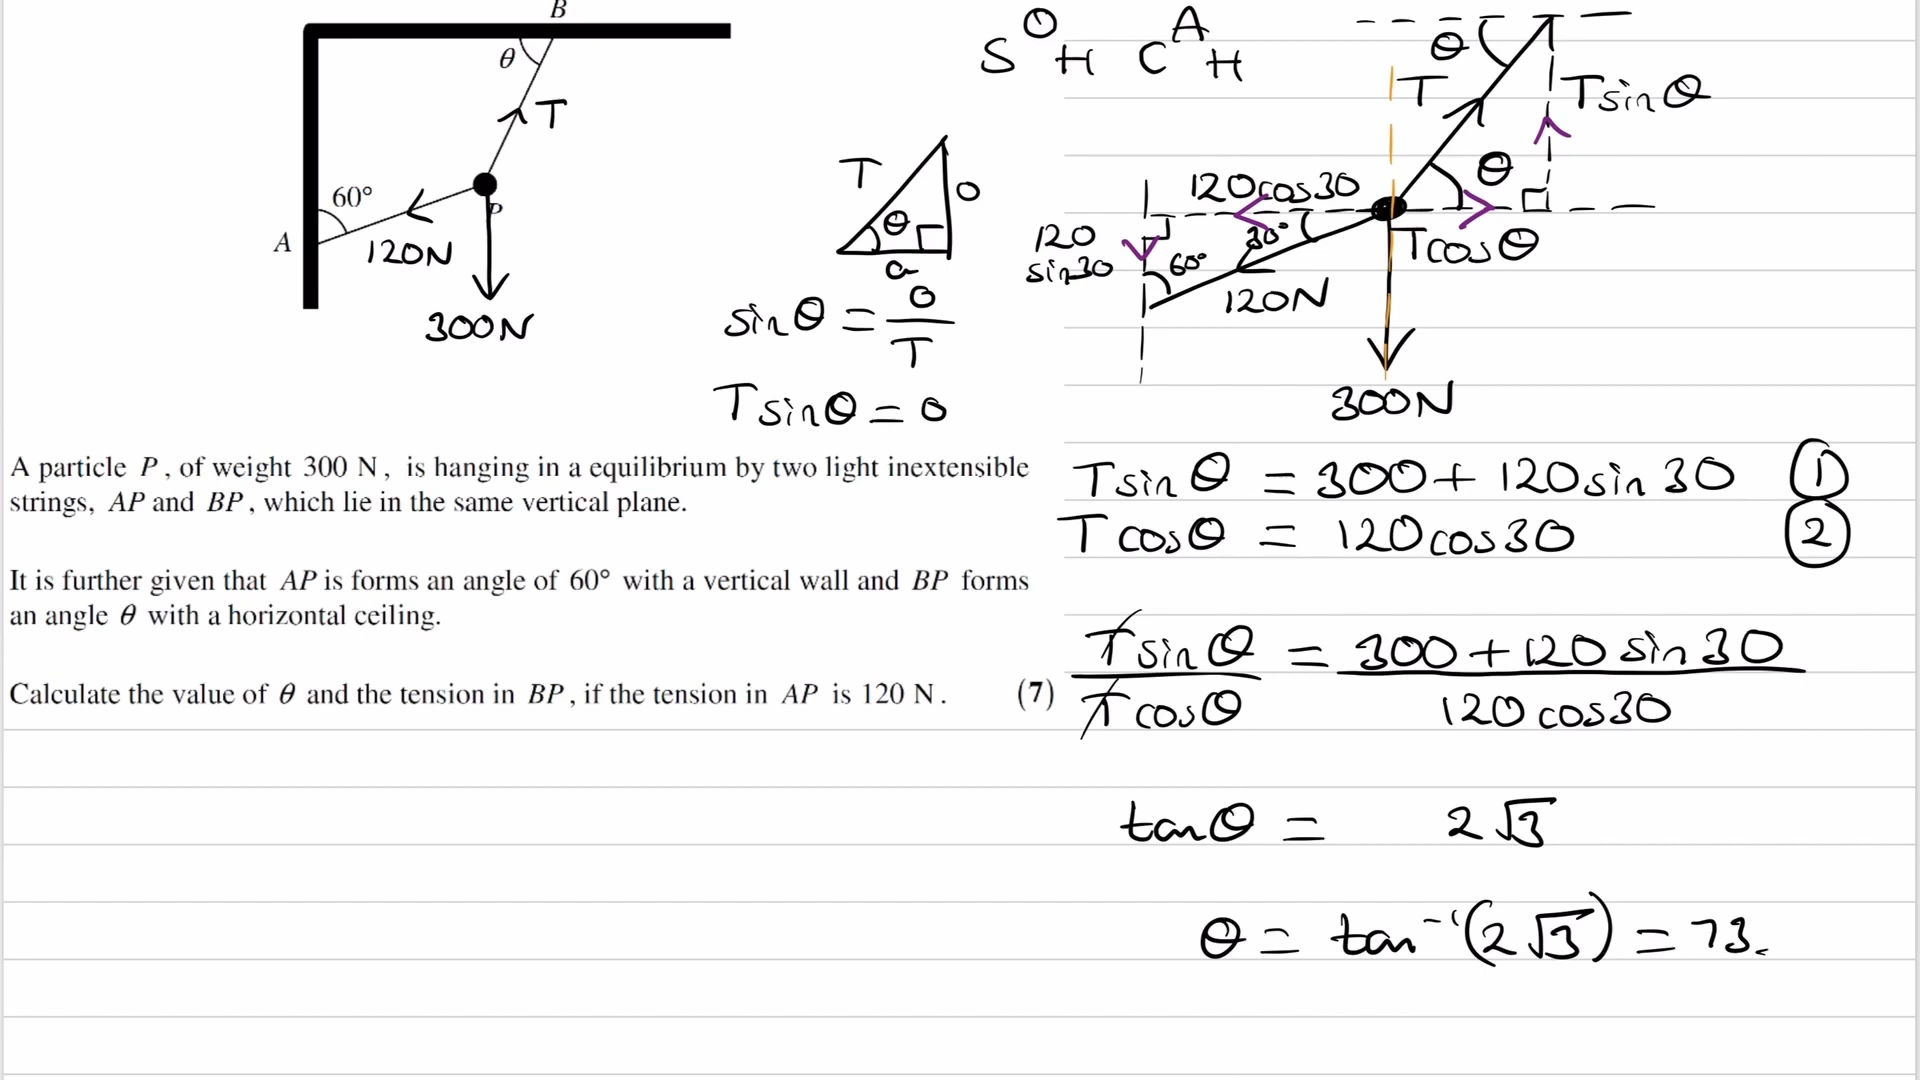 B
θ
T
60°
P
A
120N
300N
S O H C A H
T
O
θ
a
sinθ = O / T
Tsinθ = O
θ
T
Tsinθ
θ
120cos30
120
sin30
30°
60°
Tcosθ
120N
300N
A particle P, of weight 300 N, is hanging in a equilibrium by two light inextensible
strings, AP and BP, which lie in the same vertical plane.
It is further given that AP is forms an angle of 60° with a vertical wall and BP forms
an angle θ with a horizontal ceiling.
Calculate the value of θ and the tension in BP, if the tension in AP is 120 N. (7)
Tsinθ = 300 + 120sin30 ①
Tcosθ = 120cos30 ②
Tsinθ / Tcosθ = 300 + 120sin30 / 120cos30
tanθ = 2√3
θ = tan⁻¹(2√3) = 73.